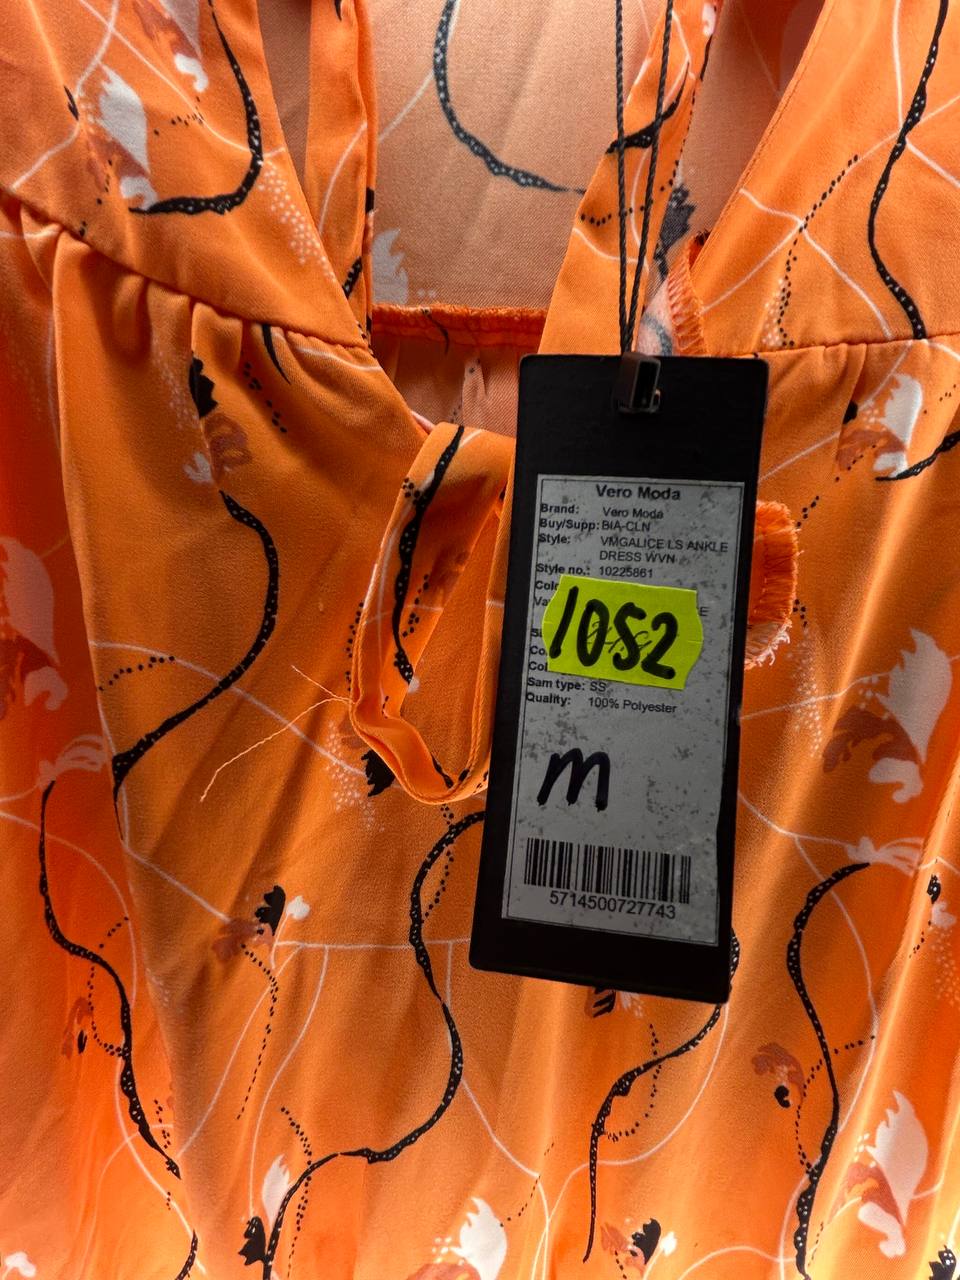 Vero Moda
Brand: Vero Moda
Buy/Supp: BIA-CLN
Style: VMGALICE LS ANKLE
DRESS WVN
Style no.: 10225861
1052
Sam type: SS
Quality: 100% Polyester
M
5714500727743